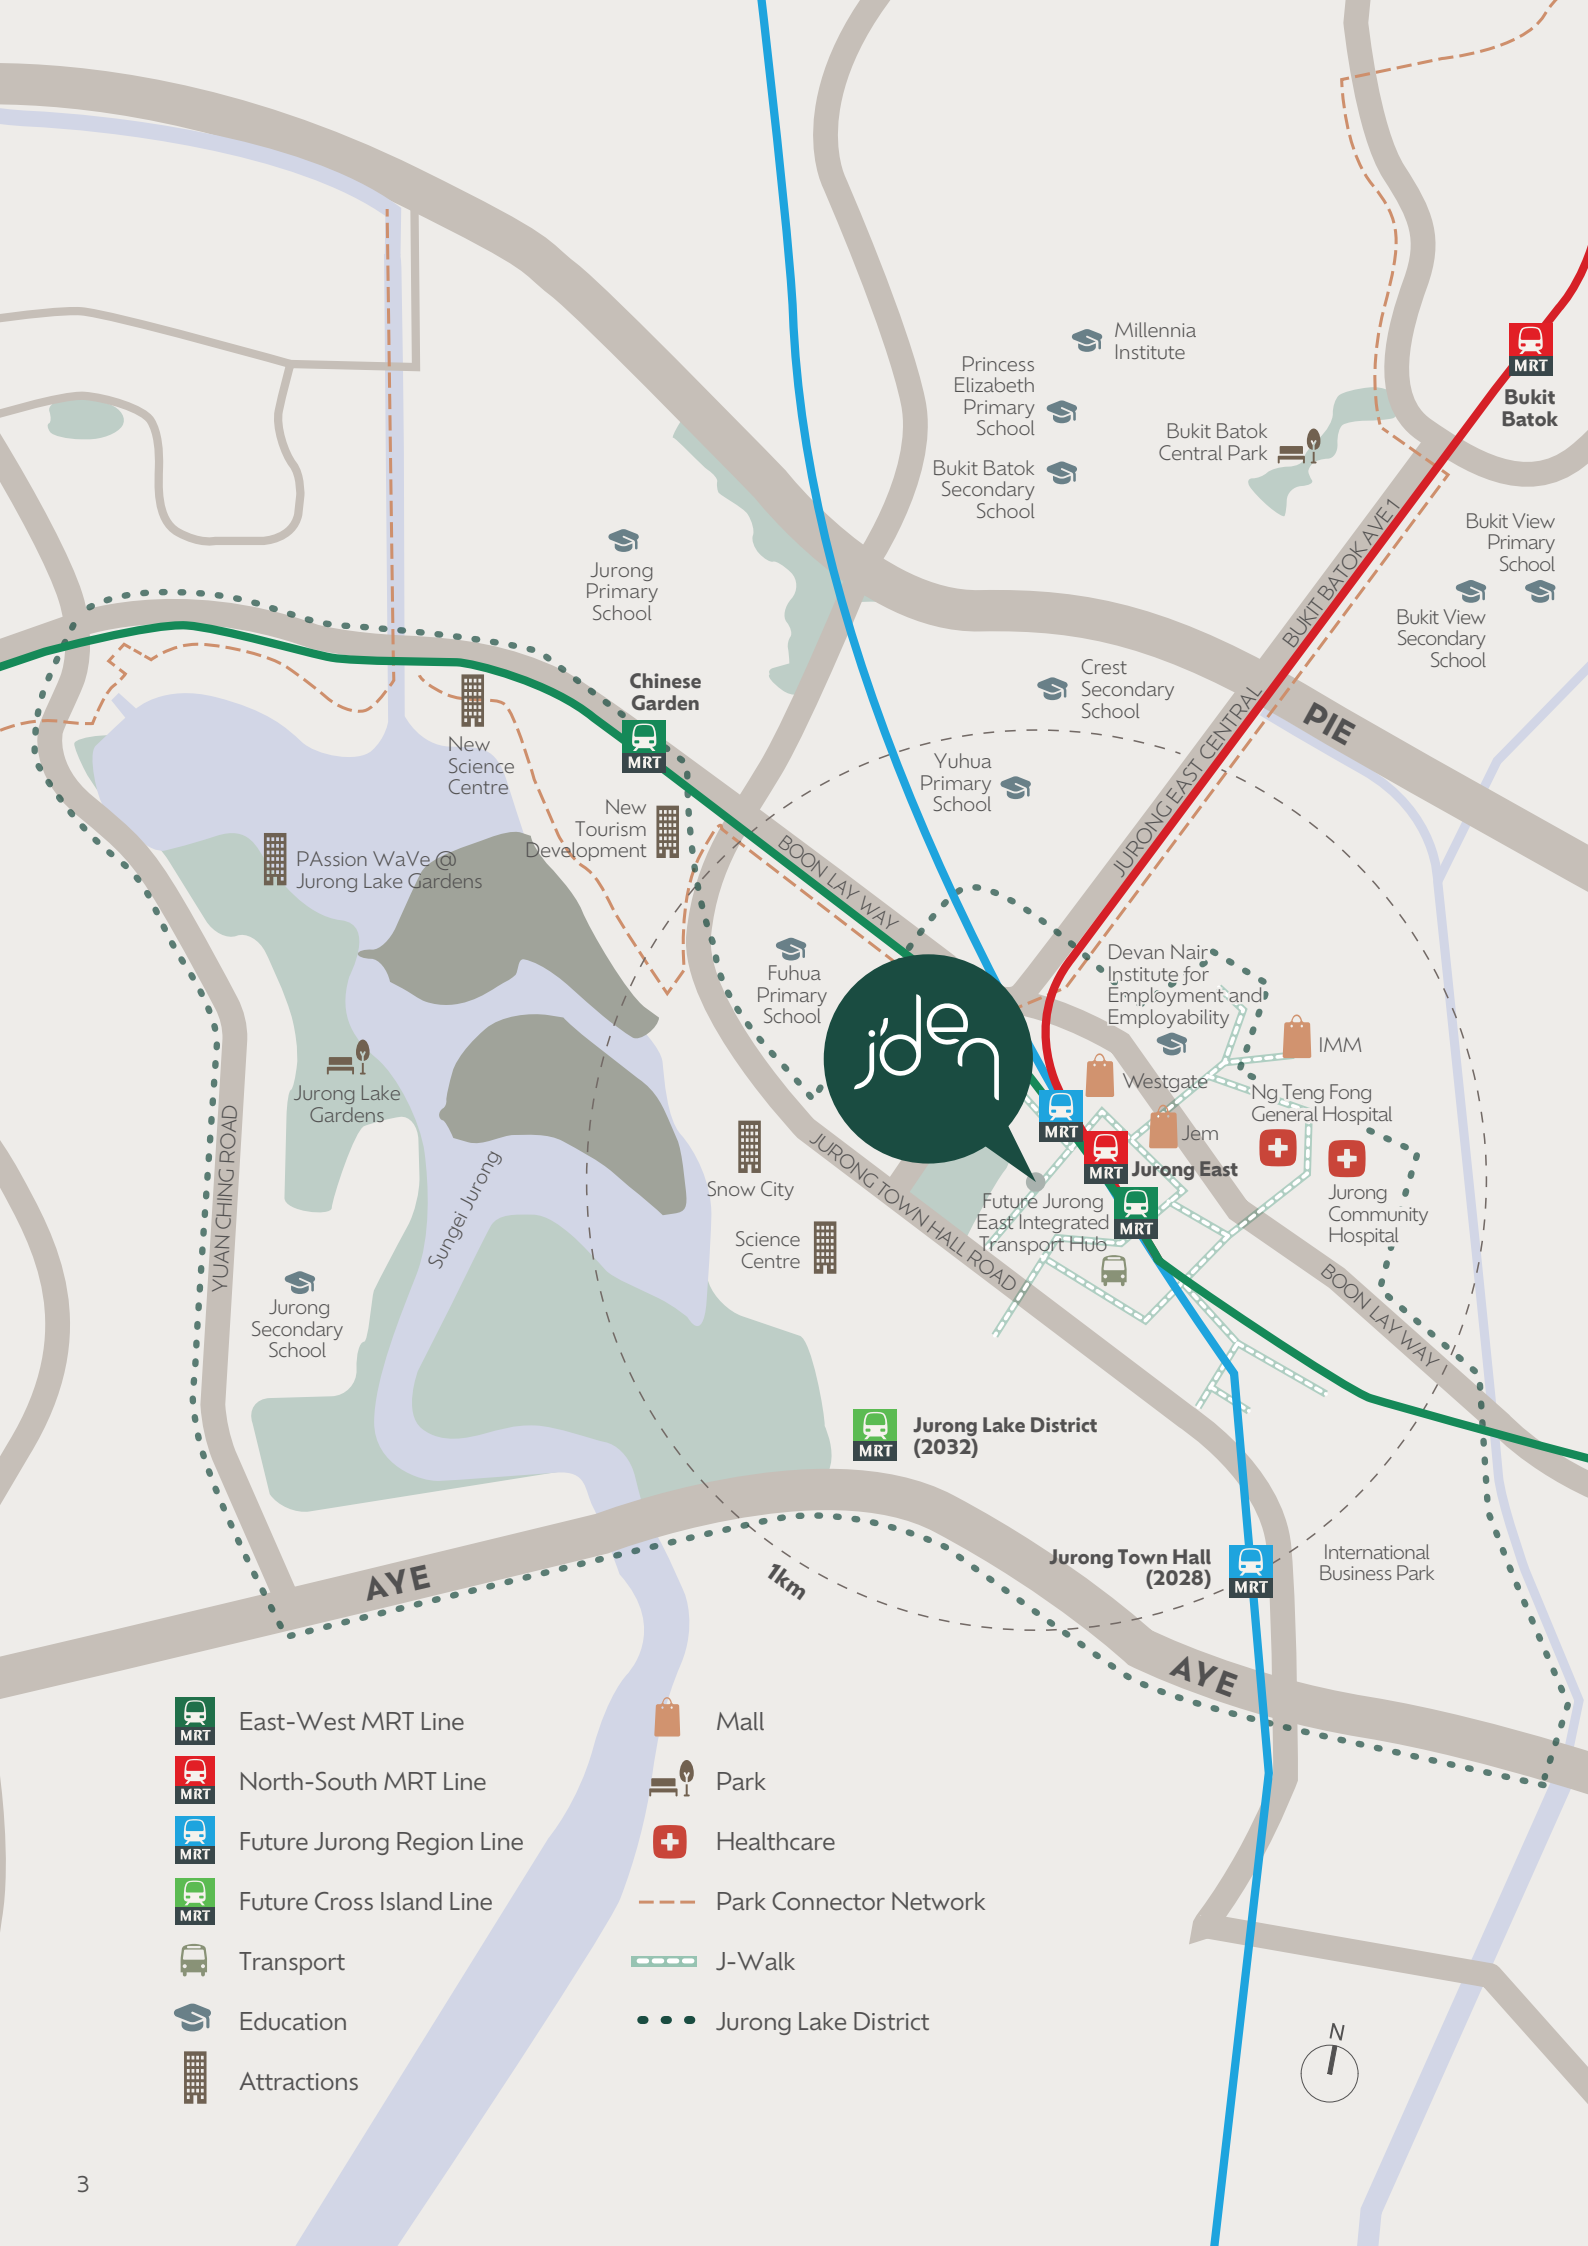 Millennia
Institute
Princess
Elizabeth
Primary
School
MRT
Bukit
Batok
Bukit Batok
Central Park
Bukit Batok
Secondary
School
BUKIT BATOK AVE 1
Bukit View
Primary
School
Bukit View
Secondary
School
Jurong
Primary
School
Chinese
Garden
MRT
Crest
Secondary
School
JURONG EAST CENTRAL
PIE
New
Science
Centre
Yuhua
Primary
School
New
Tourism
Development
PAssion WaVe @
Jurong Lake Gardens
BOON LAY WAY
Fuhua
Primary
School
j'den
Devan Nair
Institute for
Employment and
Employability
IMM
Westgate
Ng Teng Fong
General Hospital
Jurong Lake
Gardens
MRT
Jem
MRT
Jurong East
MRT
Jurong
Community
Hospital
YUAN CHING ROAD
Sungei Jurong
Snow City
JURONG TOWN HALL ROAD
Future Jurong
East Integrated
Transport Hub
Science
Centre
BOON LAY WAY
Jurong
Secondary
School
MRT
Jurong Lake District
(2032)
Jurong Town Hall
(2028)
MRT
International
Business Park
AYE
1km
AYE
MRT
East-West MRT Line
MRT
North-South MRT Line
MRT
Future Jurong Region Line
MRT
Future Cross Island Line
Transport
Education
Attractions
Mall
Park
Healthcare
Park Connector Network
J-Walk
Jurong Lake District
N
3